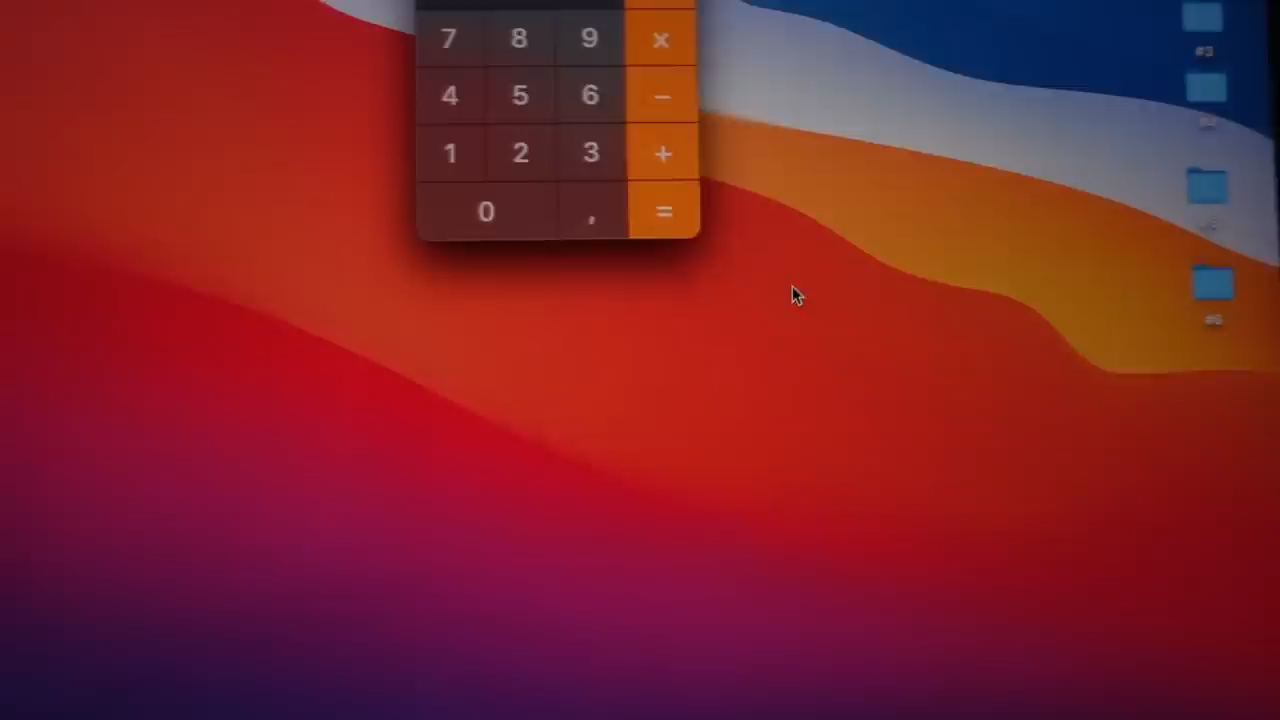 7 8 9 ×
4 5 6 −
1 2 3 +
0 , =